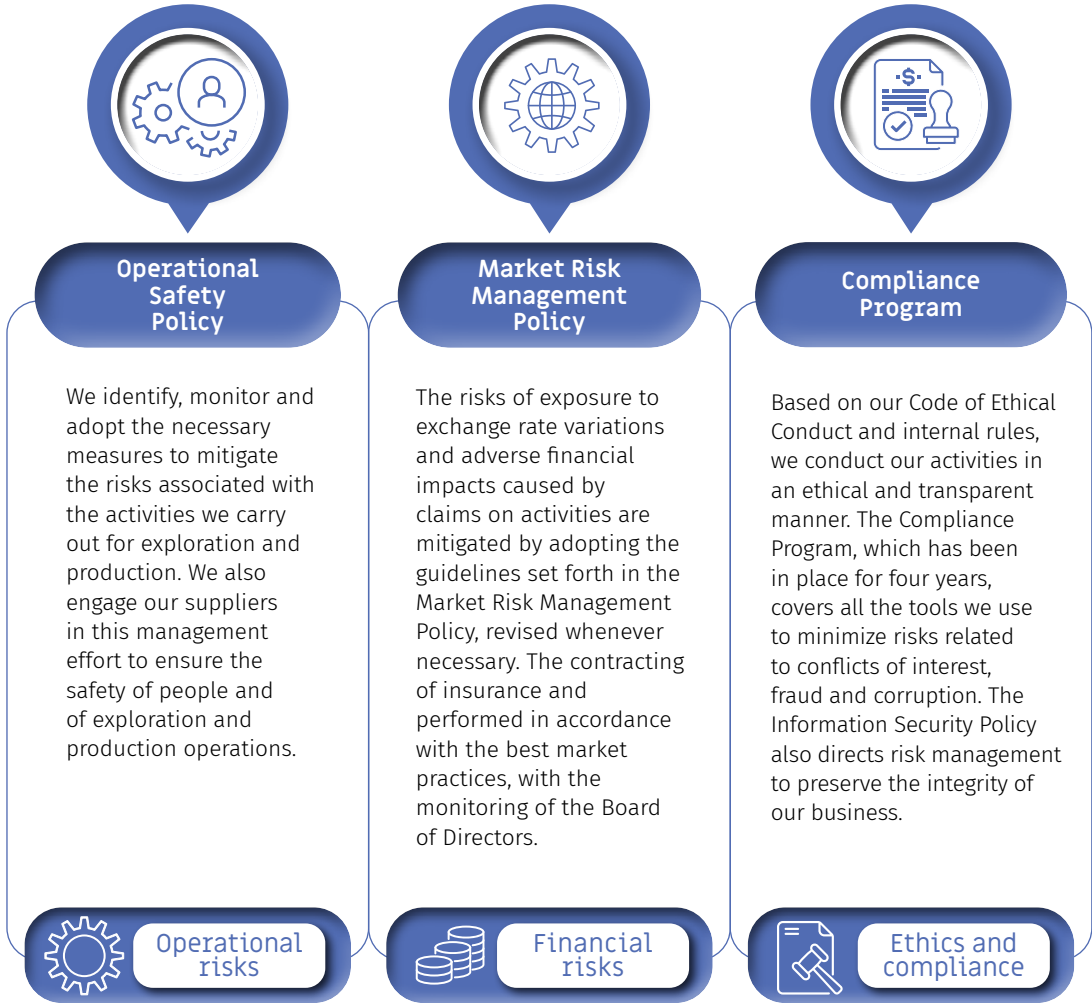 Operational
Safety
Policy
We identify, monitor and
adopt the necessary
measures to mitigate
the risks associated with
the activities we carry
out for exploration and
production. We also
engage our suppliers
in this management
effort to ensure the
safety of people and
of exploration and
production operations.
Operational
risks
Market Risk
Management
Policy
The risks of exposure to
exchange rate variations
and adverse financial
impacts caused by
claims on activities are
mitigated by adopting the
guidelines set forth in the
Market Risk Management
Policy, revised whenever
necessary. The contracting
of insurance and
performed in accordance
with the best market
practices, with the
monitoring of the Board
of Directors.
Financial
risks
$
Compliance
Program
Based on our Code of Ethical
Conduct and internal rules,
we conduct our activities in
an ethical and transparent
manner. The Compliance
Program, which has been
in place for four years,
covers all the tools we use
to minimize risks related
to conflicts of interest,
fraud and corruption. The
Information Security Policy
also directs risk management
to preserve the integrity of
our business.
Ethics and
compliance